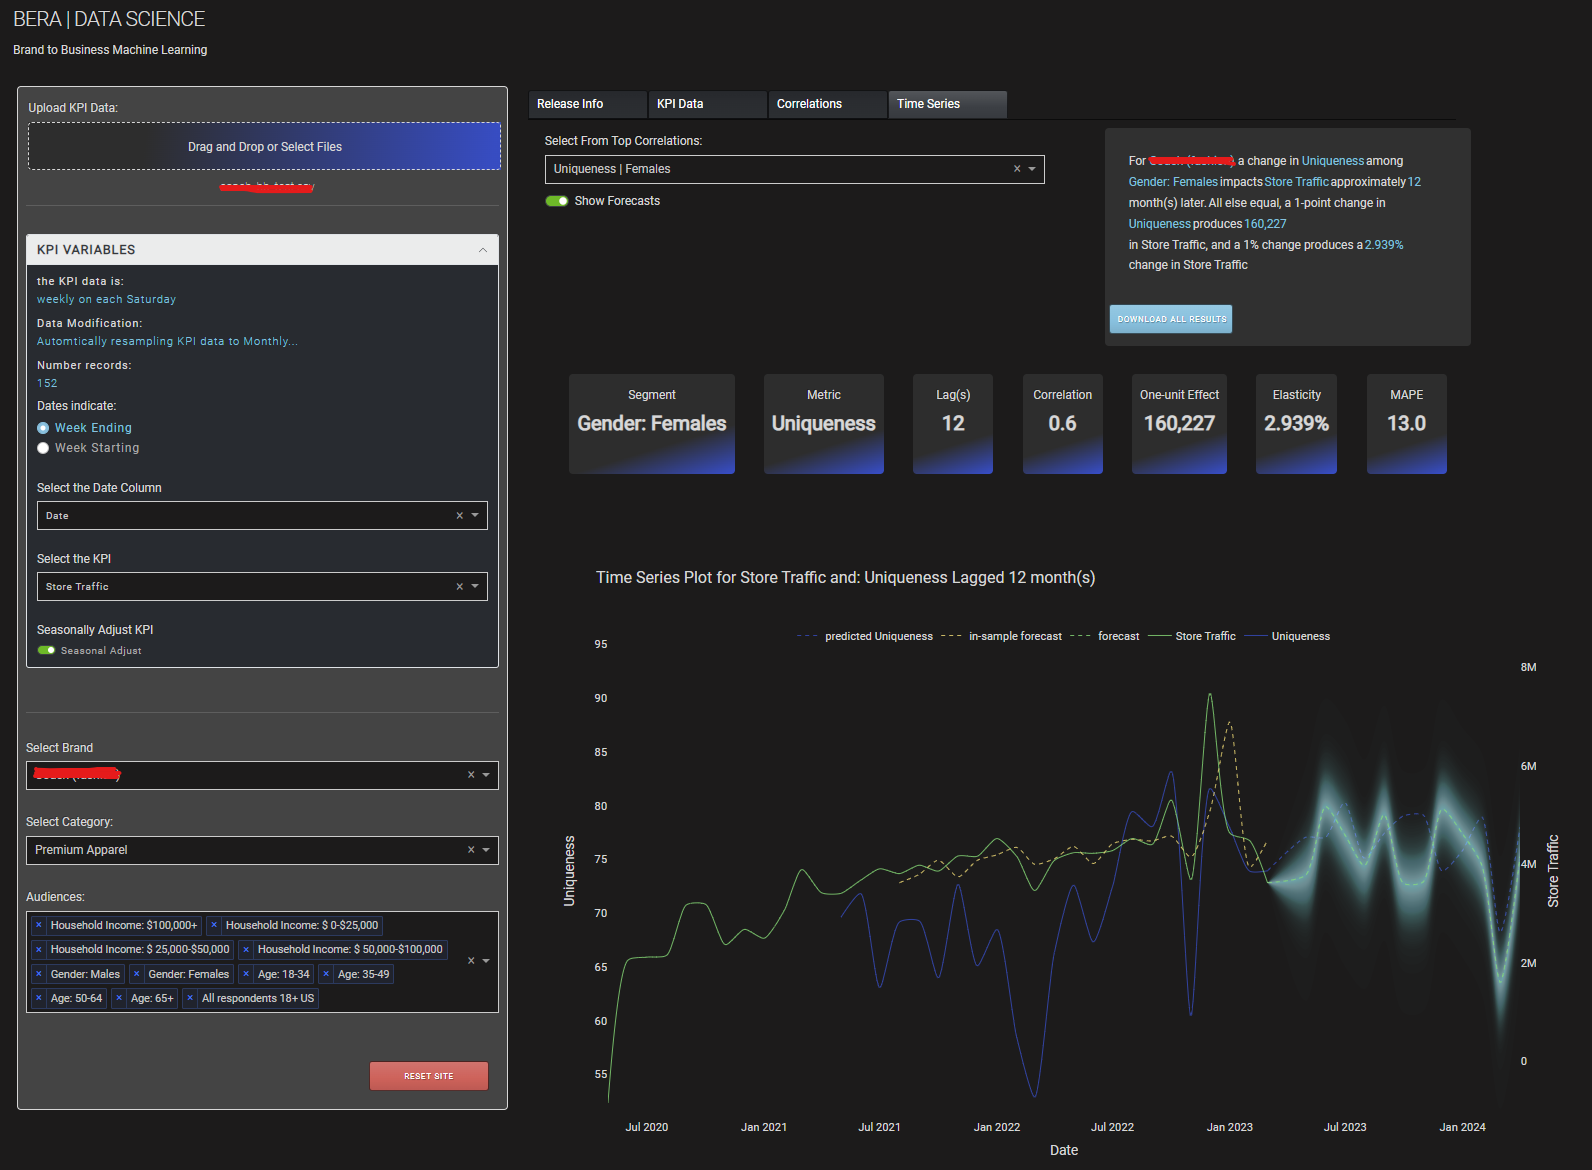 BERA | DATA SCIENCE
Brand to Business Machine Learning
Upload KPI Data:
Drag and Drop or Select Files
KPI VARIABLES
the KPI data is:
weekly on each Saturday
Data Modification:
Automtically resampling KPI data to Monthly...
Number records:
152
Dates indicate:
Week Ending
Week Starting
Select the Date Column
Date
Select the KPI
Store Traffic
Seasonally Adjust KPI
Seasonal Adjust
Select Brand
Select Category:
Premium Apparel
Audiences:
× Household Income: $100,000+ × Household Income: $ 0-$25,000
× Household Income: $ 25,000-$50,000 × Household Income: $ 50,000-$100,000
× Gender: Males × Gender: Females × Age: 18-34 × Age: 35-49
× Age: 50-64 × Age: 65+ × All respondents 18+ US
RESET SITE
Release Info KPI Data Correlations Time Series
Select From Top Correlations:
Uniqueness | Females
Show Forecasts
For a change in Uniqueness among
Gender: Females impacts Store Traffic approximately 12
month(s) later. All else equal, a 1-point change in
Uniqueness produces 160,227
in Store Traffic, and a 1% change produces a 2.939%
change in Store Traffic
DOWNLOAD ALL RESULTS
Segment Metric Lag(s) Correlation One-unit Effect Elasticity MAPE
Gender: Females Uniqueness 12 0.6 160,227 2.939% 13.0
Time Series Plot for Store Traffic and: Uniqueness Lagged 12 month(s)
predicted Uniqueness in-sample forecast forecast Store Traffic Uniqueness
95
90
85
80
75
70
65
60
55
Uniqueness
8M
6M
4M
2M
0
Store Traffic
Jul 2020 Jan 2021 Jul 2021 Jan 2022 Jul 2022 Jan 2023 Jul 2023 Jan 2024
Date